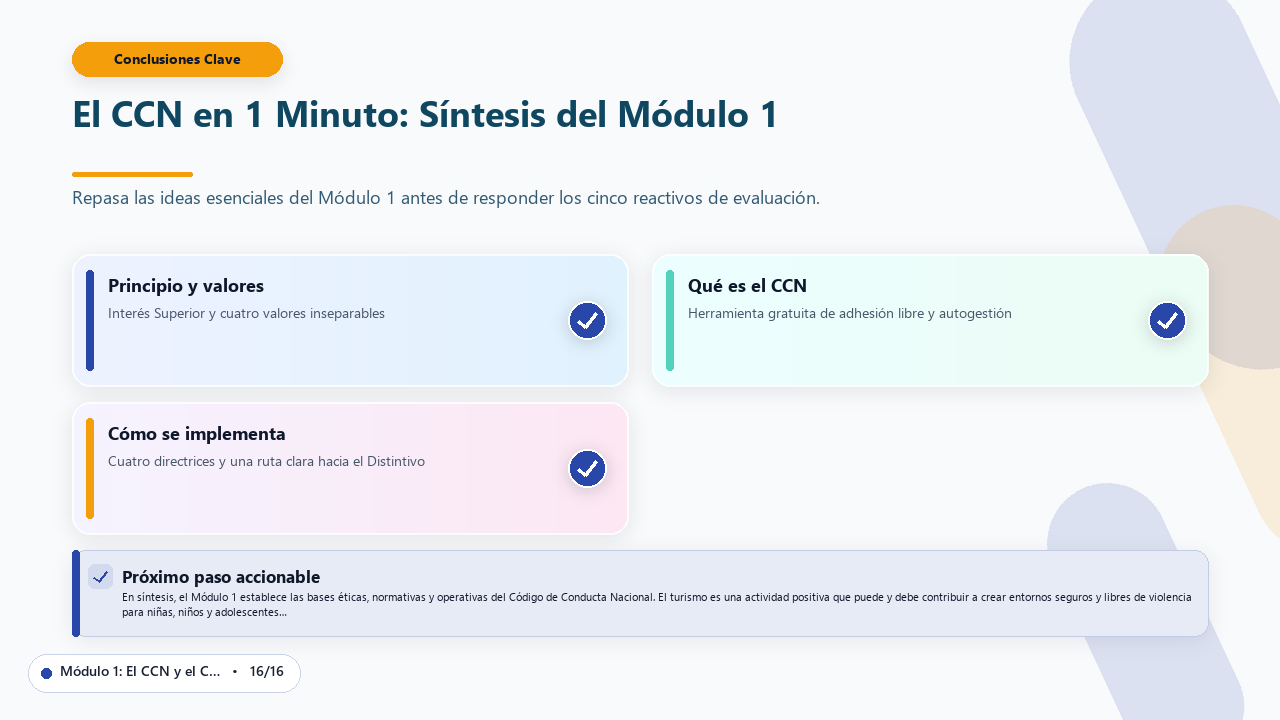 Conclusiones Clave
El CCN en 1 Minuto: Síntesis del Módulo 1
Repasa las ideas esenciales del Módulo 1 antes de responder los cinco reactivos de evaluación.
Principio y valores
Interés Superior y cuatro valores inseparables
Qué es el CCN
Herramienta gratuita de adhesión libre y autogestión
Cómo se implementa
Cuatro directrices y una ruta clara hacia el Distintivo
Próximo paso accionable
En síntesis, el Módulo 1 establece las bases éticas, normativas y operativas del Código de Conducta Nacional. El turismo es una actividad positiva que puede y debe contribuir a crear entornos seguros y libres de violencia
para niñas, niños y adolescentes...
Módulo 1: El CCN y el C... • 16/16